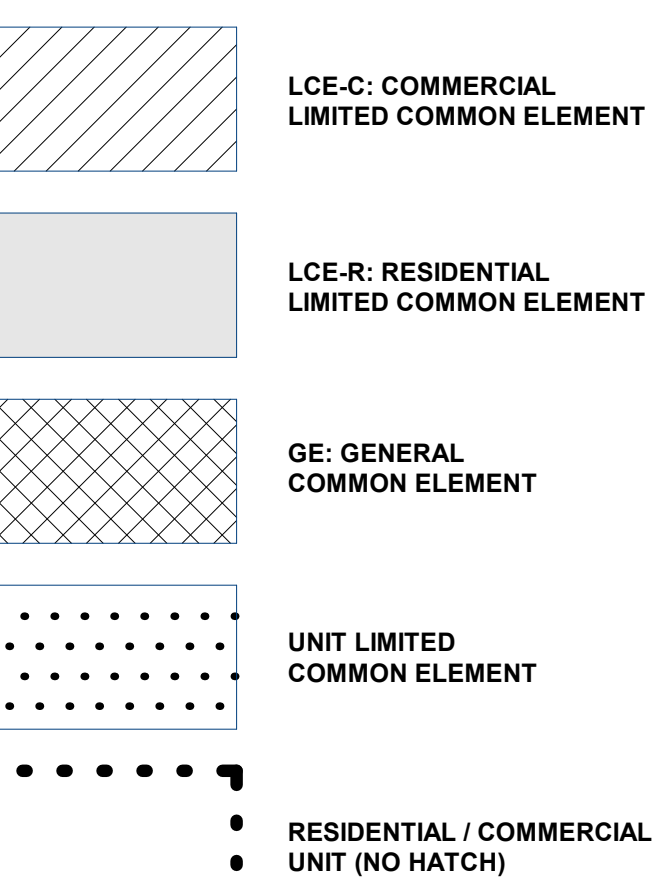 LCE-C: COMMERCIAL
LIMITED COMMON ELEMENT
LCE-R: RESIDENTIAL
LIMITED COMMON ELEMENT
GE: GENERAL
COMMON ELEMENT
UNIT LIMITED
COMMON ELEMENT
RESIDENTIAL / COMMERCIAL
UNIT (NO HATCH)